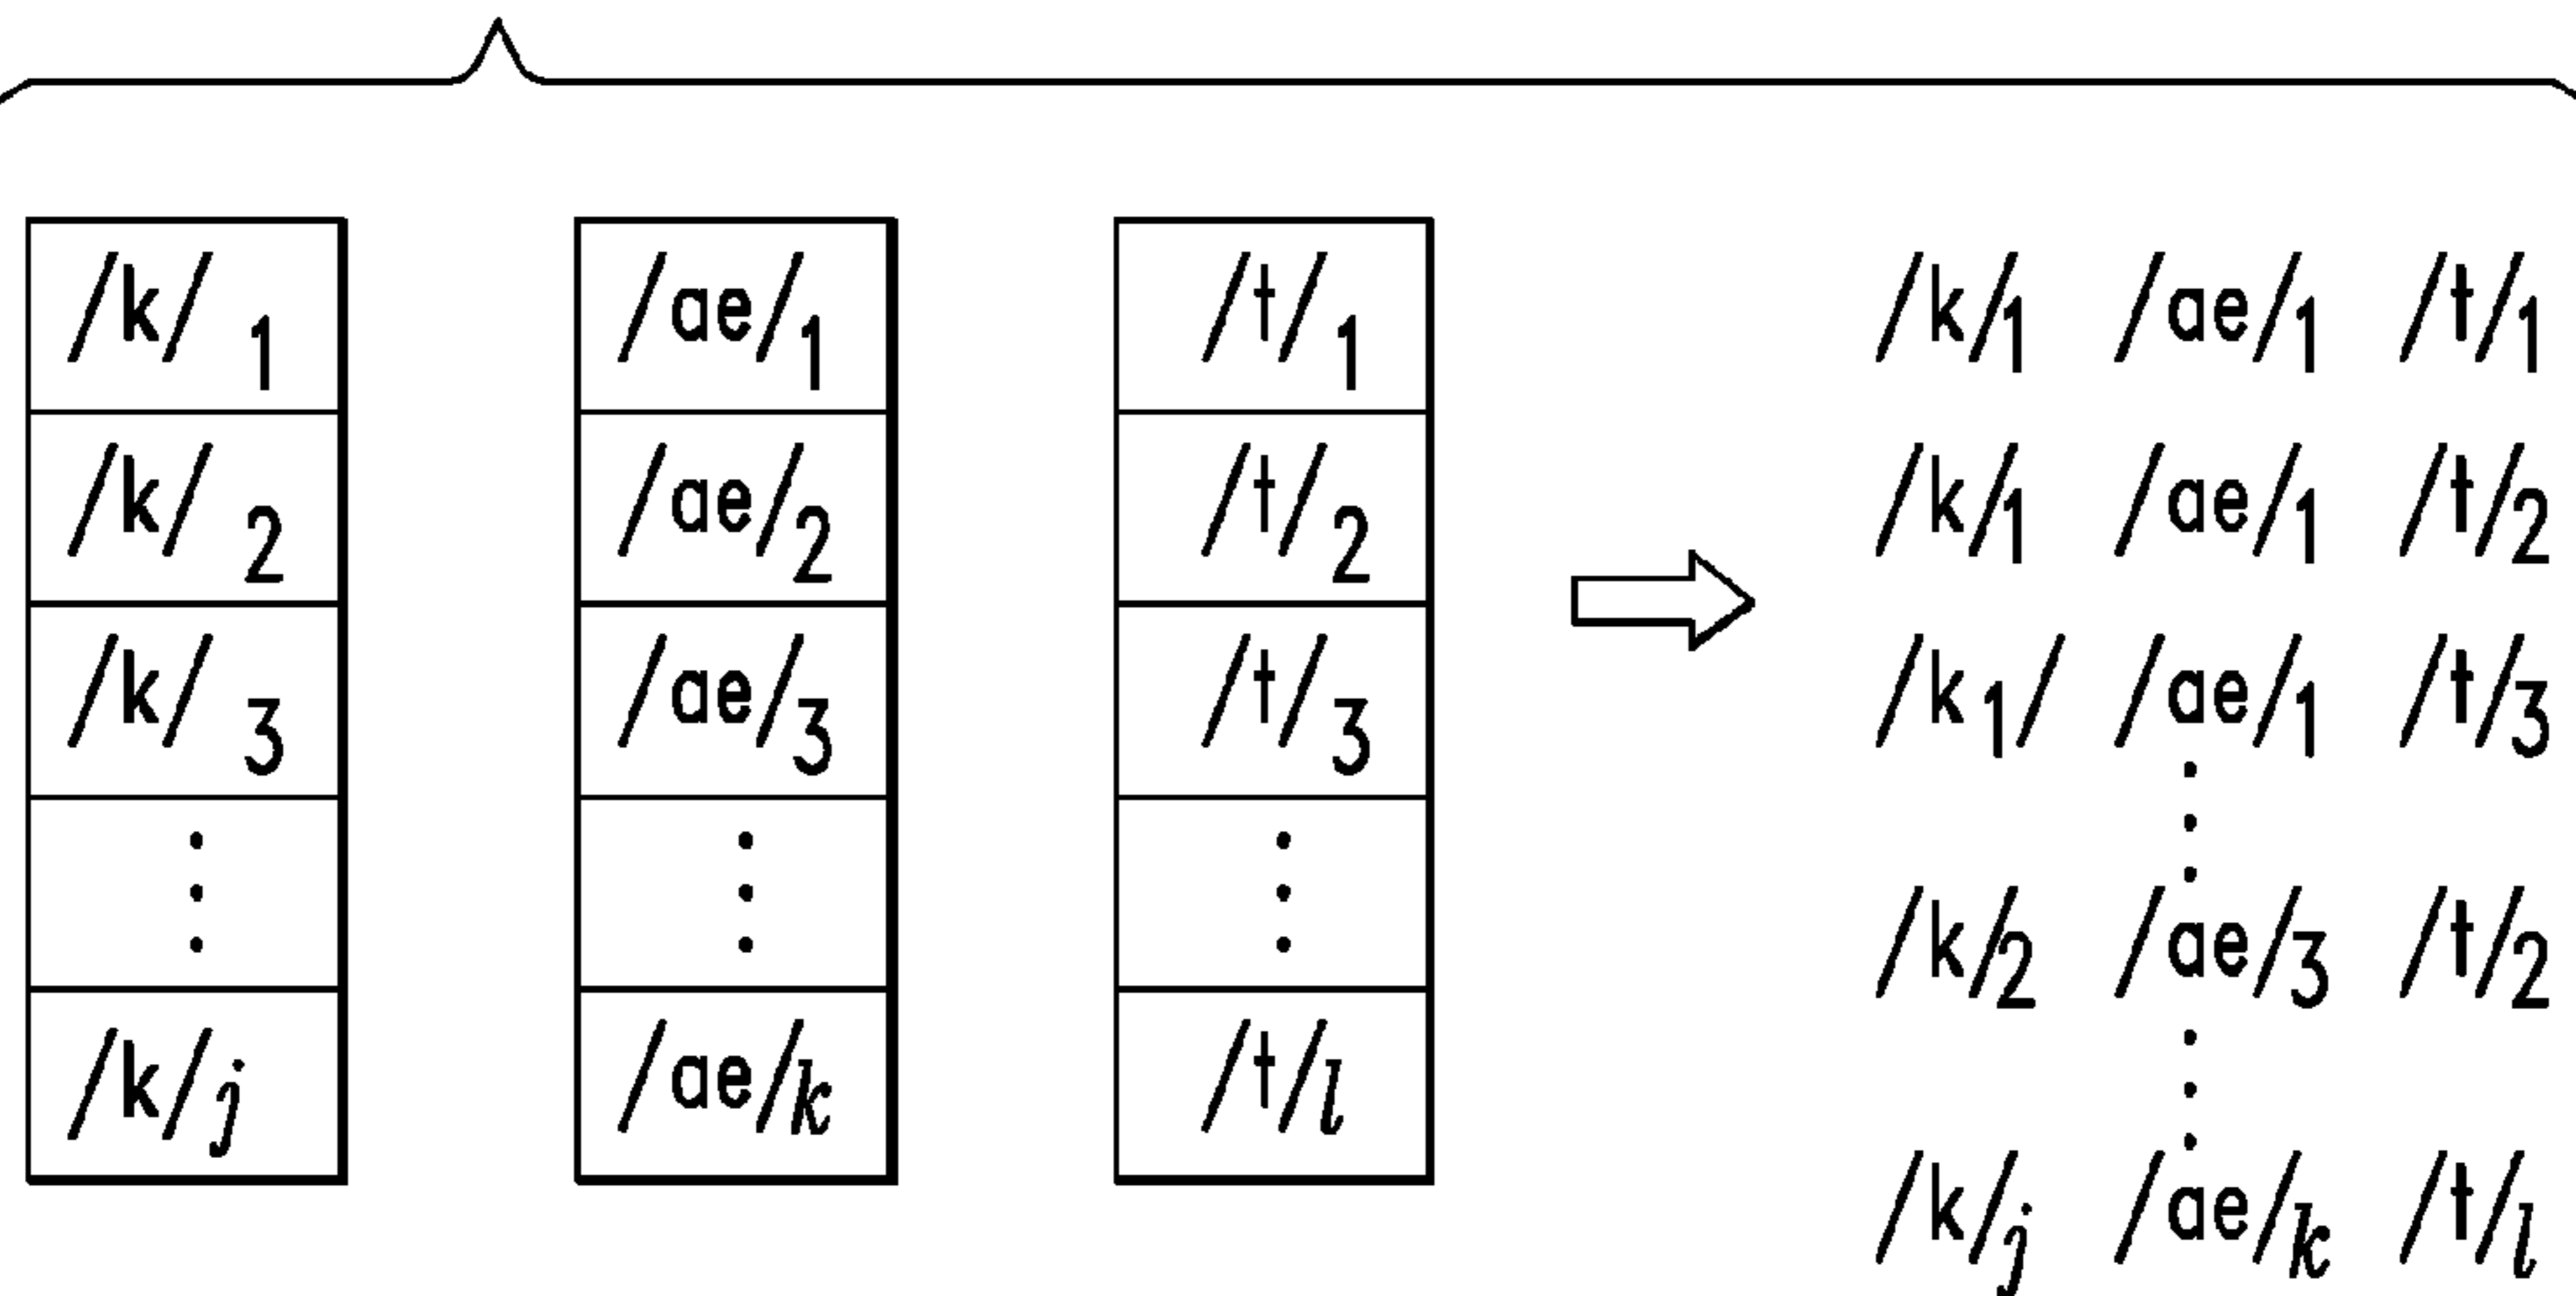 /k/ 1 /ae/1 /t/1 /k/1 /ae/1 /t/1
/k/ 2 /ae/2 /t/2 /k/1 /ae/1 /t/2
/k/ 3 /ae/3 /t/3 /k1/ /ae/1 /t/3
/k/2 /ae/3 /t/2
/k/j /ae/k /t/l /k/j /ae/k /t/l